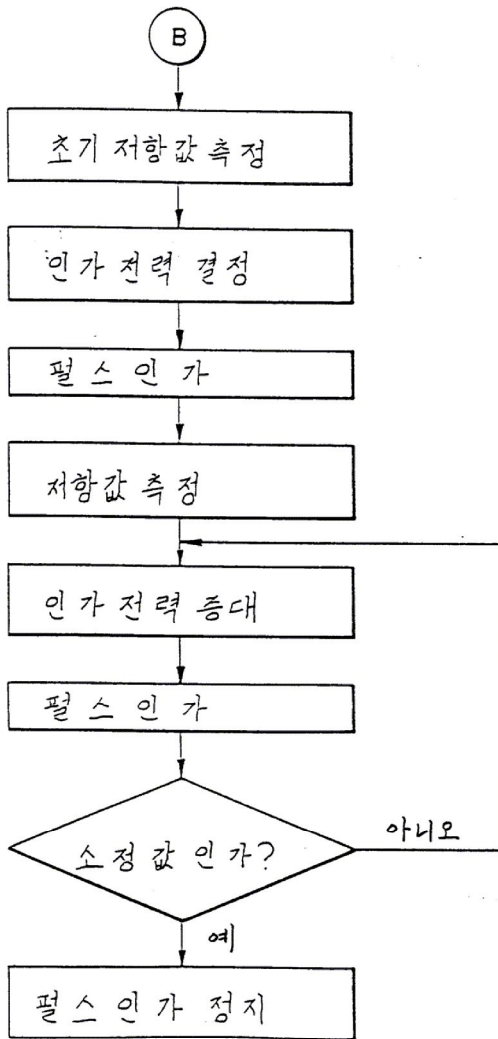 B
초기 저항값 측정
인가 전력 결정
펄스인가
저항값 측정
인가 전력 증대
펄스 인가
소정값인가?
아니오
예
펄스인가 정지